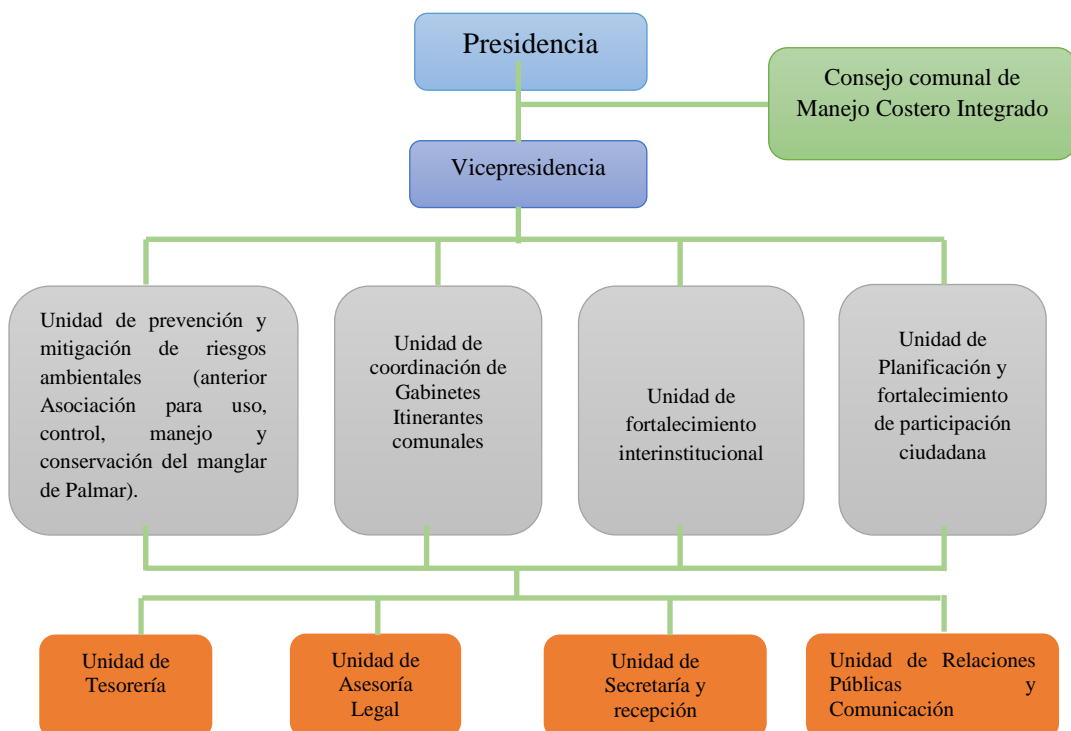 Presidencia
Consejo comunal de
Manejo Costero Integrado
Vicepresidencia
Unidad de prevención y
mitigación de riesgos
ambientales (anterior
Asociación para uso,
control, manejo y
conservación del manglar
de Palmar).
Unidad de
coordinación de
Gabinetes
Itinerantes
comunales
Unidad de
fortalecimiento
interinstitucional
Unidad de
Planificación y
fortalecimiento
de participación
ciudadana
Unidad de
Tesorería
Unidad de
Asesoría
Legal
Unidad de
Secretaría y
recepción
Unidad de Relaciones
Públicas y
Comunicación